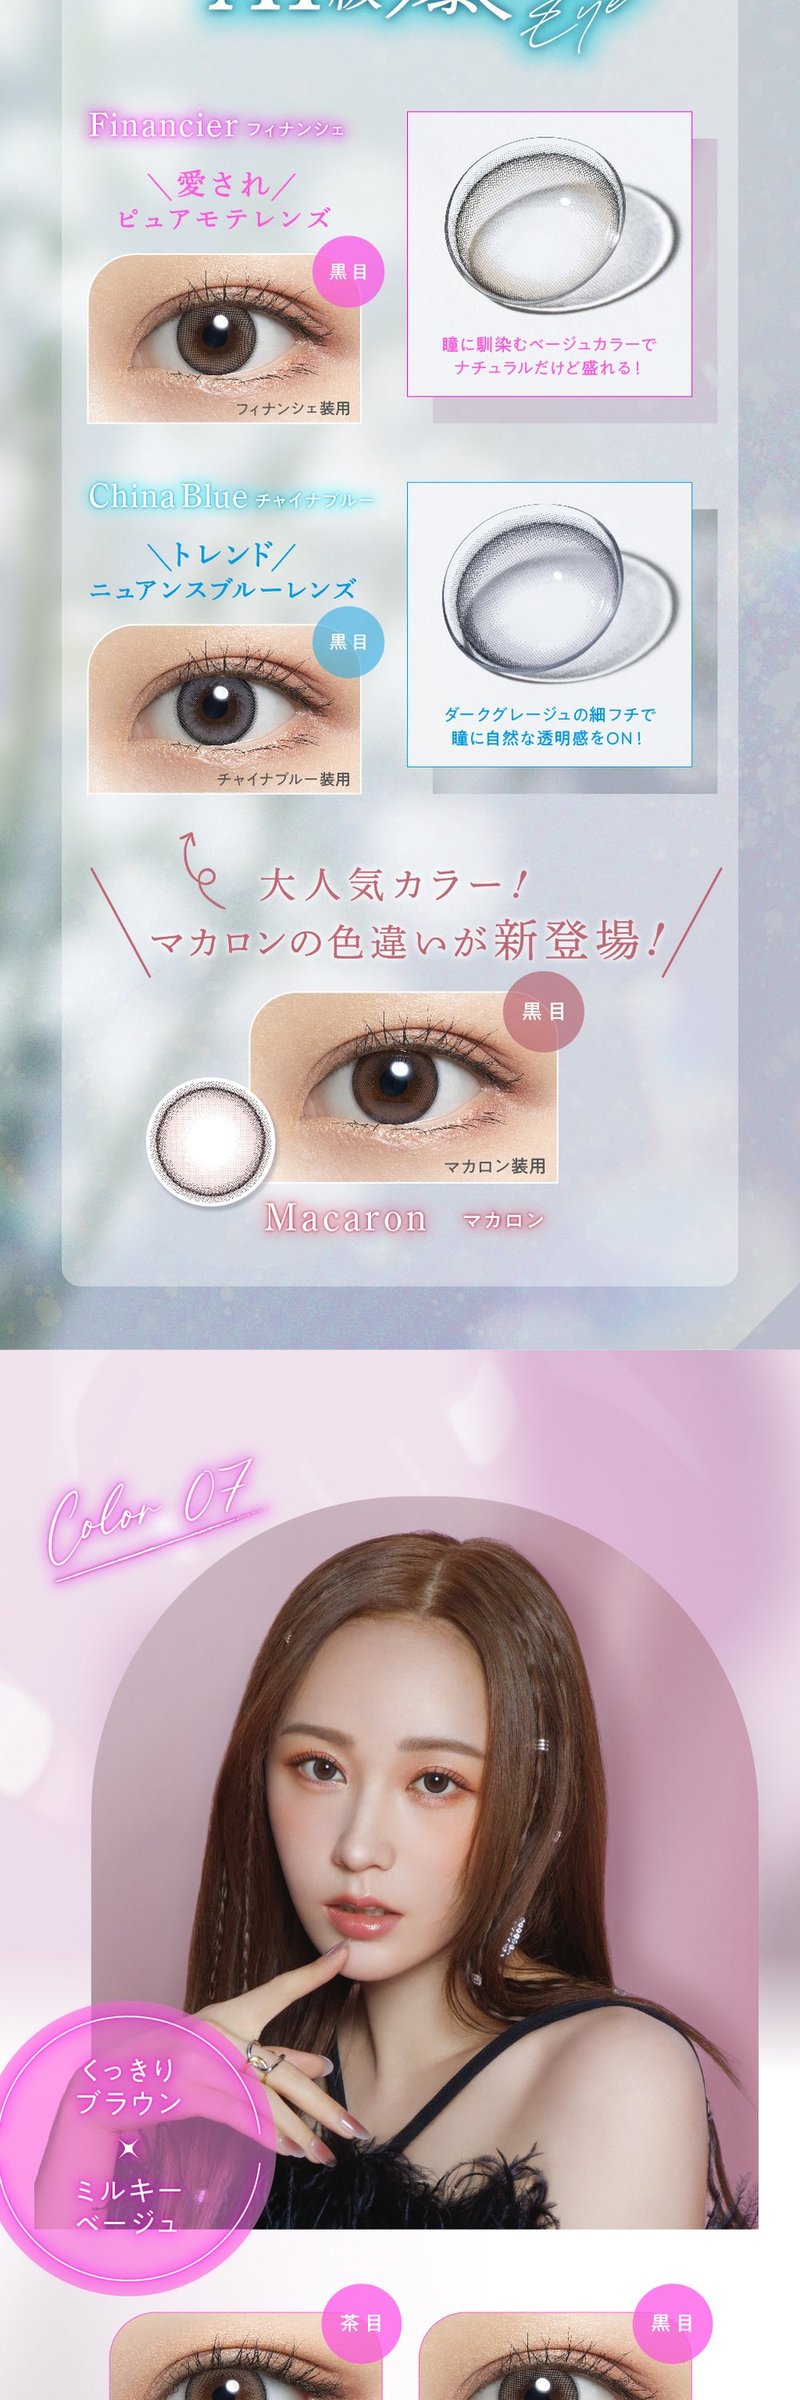 Eye
Financier フィナンシェ
＼愛され／
ピュアモテレンズ
黒目
フィナンシェ装用
瞳に馴染むベージュカラーで
ナチュラルだけど盛れる！
China Blue チャイナブルー
＼トレンド／
ニュアンスブルーレンズ
黒目
チャイナブルー装用
ダークグレージュの細フチで
瞳に自然な透明感をON！
大人気カラー！
マカロンの色違いが新登場！
黒目
マカロン装用
Macaron マカロン
Color 07
くっきり
ブラウン
×
ミルキー
ベージュ
茶目
黒目